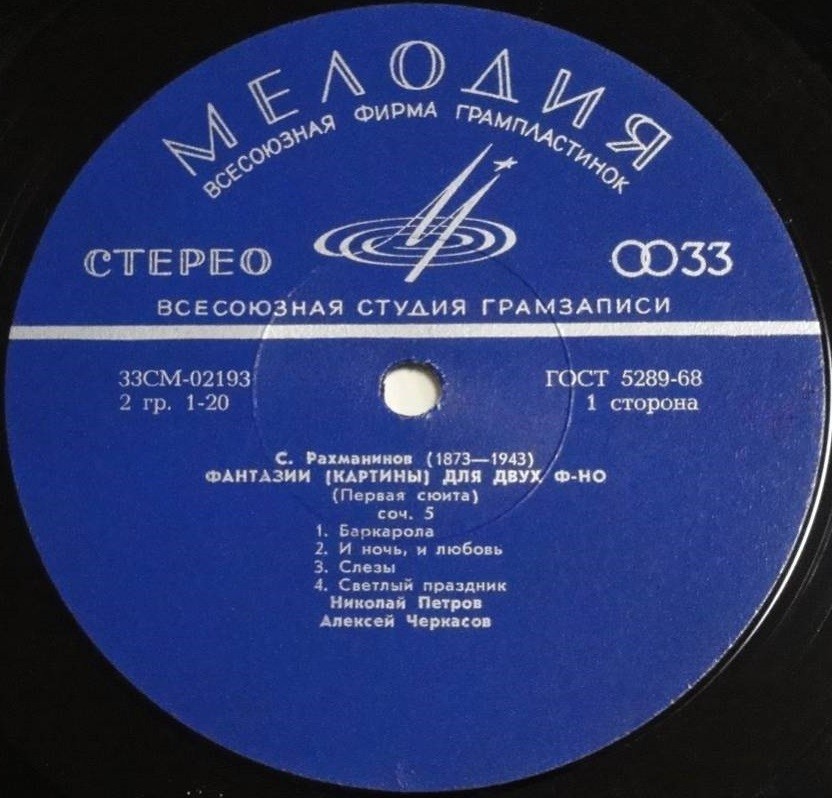 МЕЛОДИЯ
ВСЕСОЮЗНАЯ ФИРМА ГРАМПЛАСТИНОК
СТЕРЕО
33
ВСЕСОЮЗНАЯ СТУДИЯ ГРАМЗАПИСИ
33СМ-02193
ГОСТ 5289-68
2 гр. 1-20
1 сторона
С. Рахманинов (1873—1943)
ФАНТАЗИИ (КАРТИНЫ) ДЛЯ ДВУХ Ф-НО
(Первая сюита)
соч. 5
1. Баркарола
2. И ночь, и любовь
3. Слезы
4. Светлый праздник
Николай Петров
Алексей Черкасов